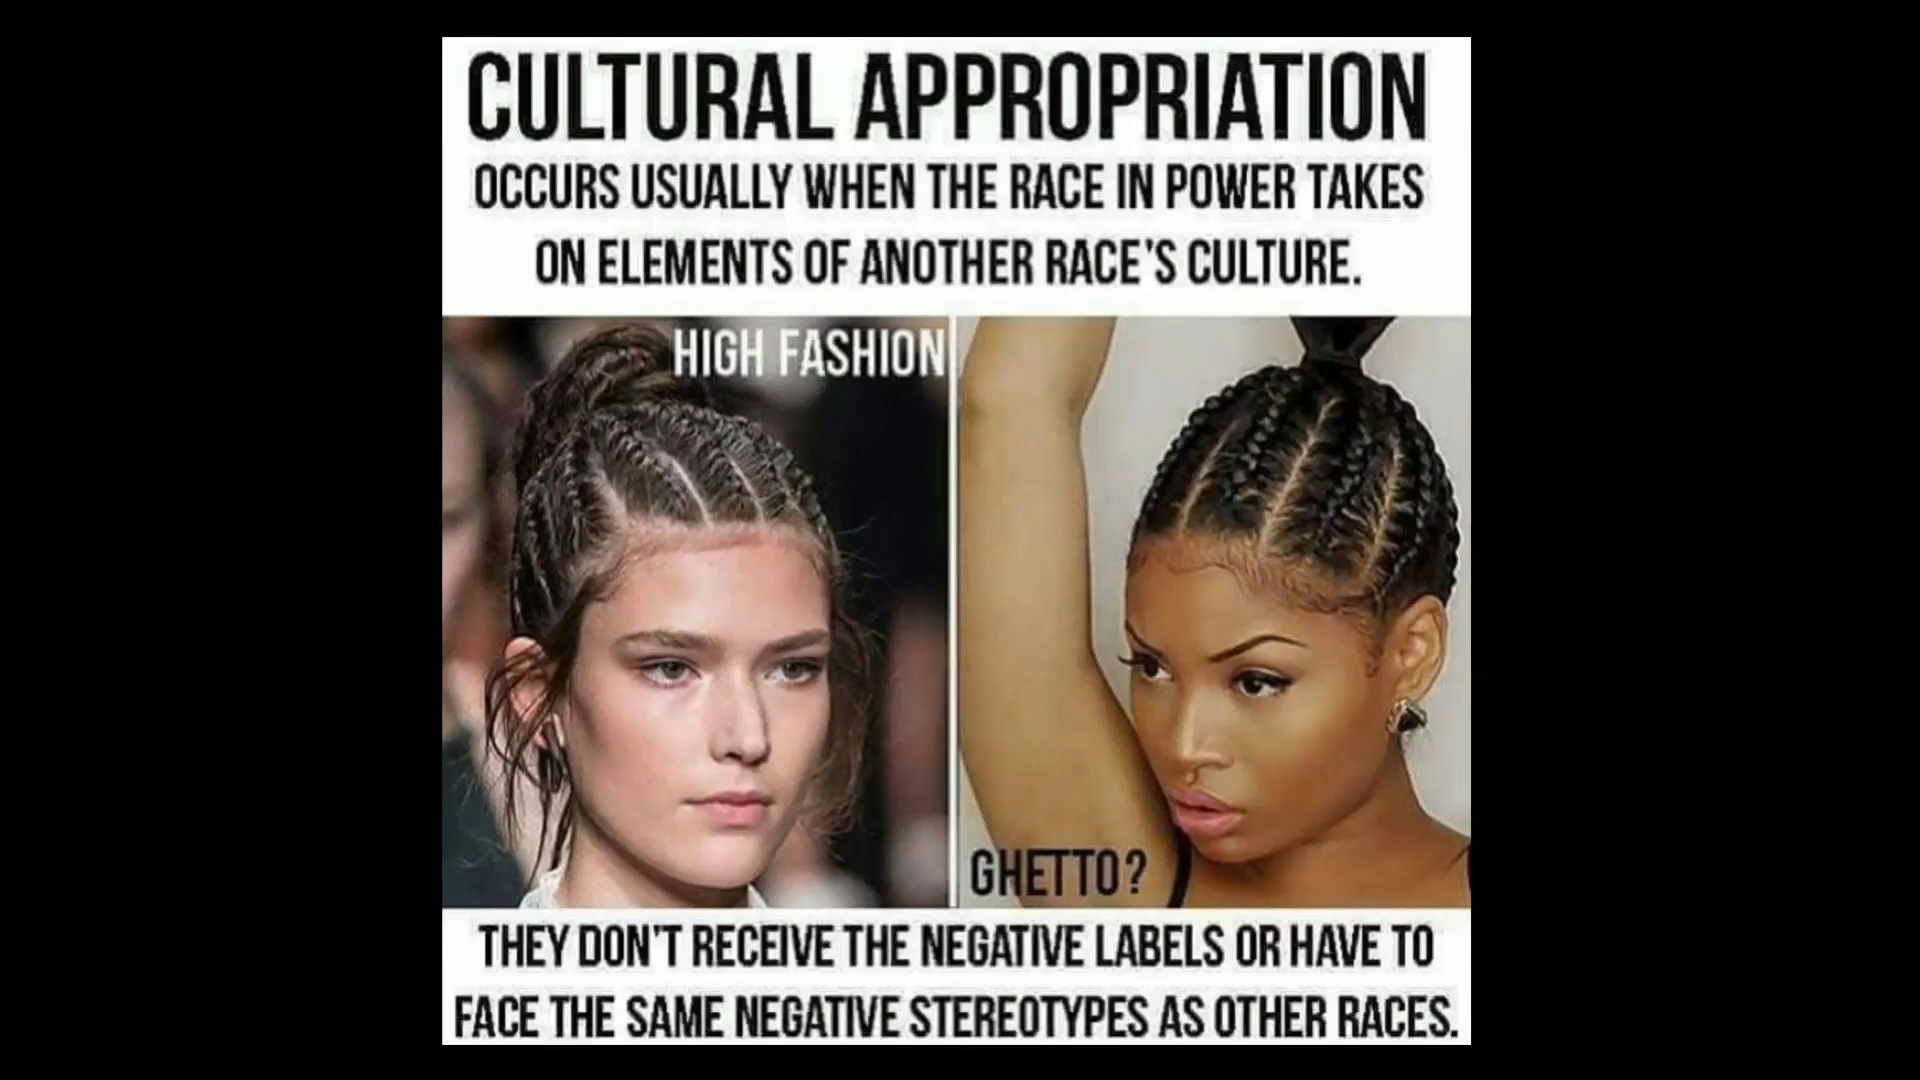 CULTURAL APPROPRIATION
OCCURS USUALLY WHEN THE RACE IN POWER TAKES
ON ELEMENTS OF ANOTHER RACE'S CULTURE.
HIGH FASHION
GHETTO?
THEY DON'T RECEIVE THE NEGATIVE LABELS OR HAVE TO
FACE THE SAME NEGATIVE STEREOTYPES AS OTHER RACES.